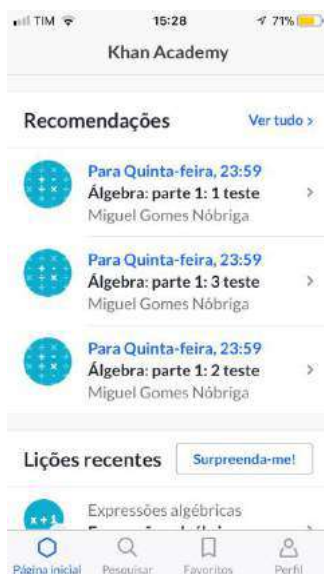 TIM 15:28 71%
Khan Academy
Recomendações Ver tudo >
Para Quinta-feira, 23:59
Álgebra: parte 1: 1 teste
Miguel Gomes Nóbriga
Para Quinta-feira, 23:59
Álgebra: parte 1: 3 teste
Miguel Gomes Nóbriga
Para Quinta-feira, 23:59
Álgebra: parte 1: 2 teste
Miguel Gomes Nóbriga
Lições recentes Surpreenda-me!
x+1 Expressões algébricas
Página inicial Pesquisar Favoritos Perfil